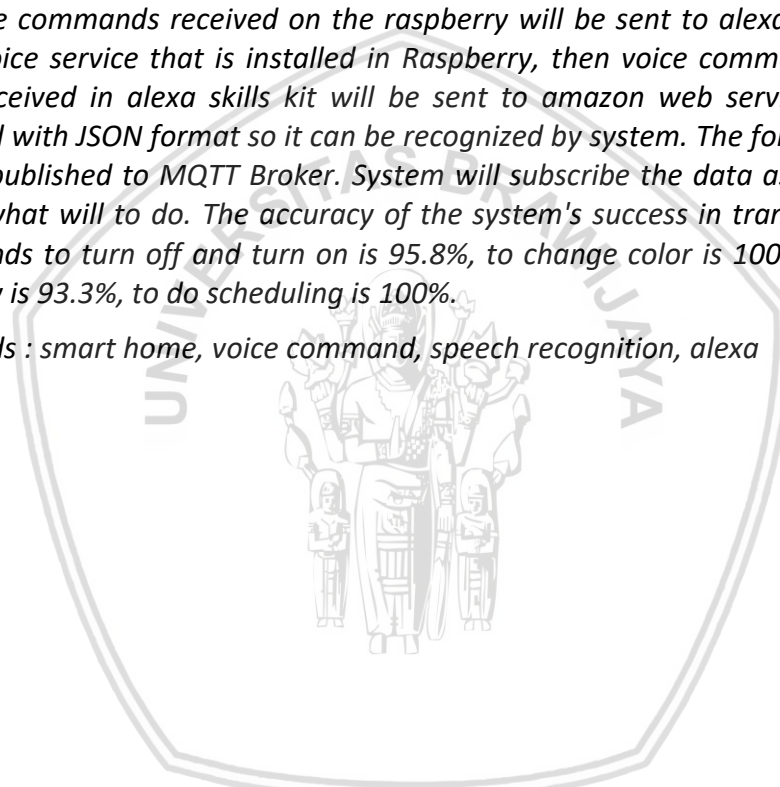 e commands received on the raspberry will be sent to alexa
oice service that is installed in Raspberry, then voice comm
ceived in alexa skills kit will be sent to amazon web serv
d with JSON format so it can be recognized by system. The for
published to MQTT Broker. System will subscribe the data a
what will to do. The accuracy of the system's success in tran
nds to turn off and turn on is 95.8%, to change color is 100
y is 93.3%, to do scheduling is 100%.
ds : smart home, voice command, speech recognition, alexa
UNIVERSITAS BRAWIJAYA